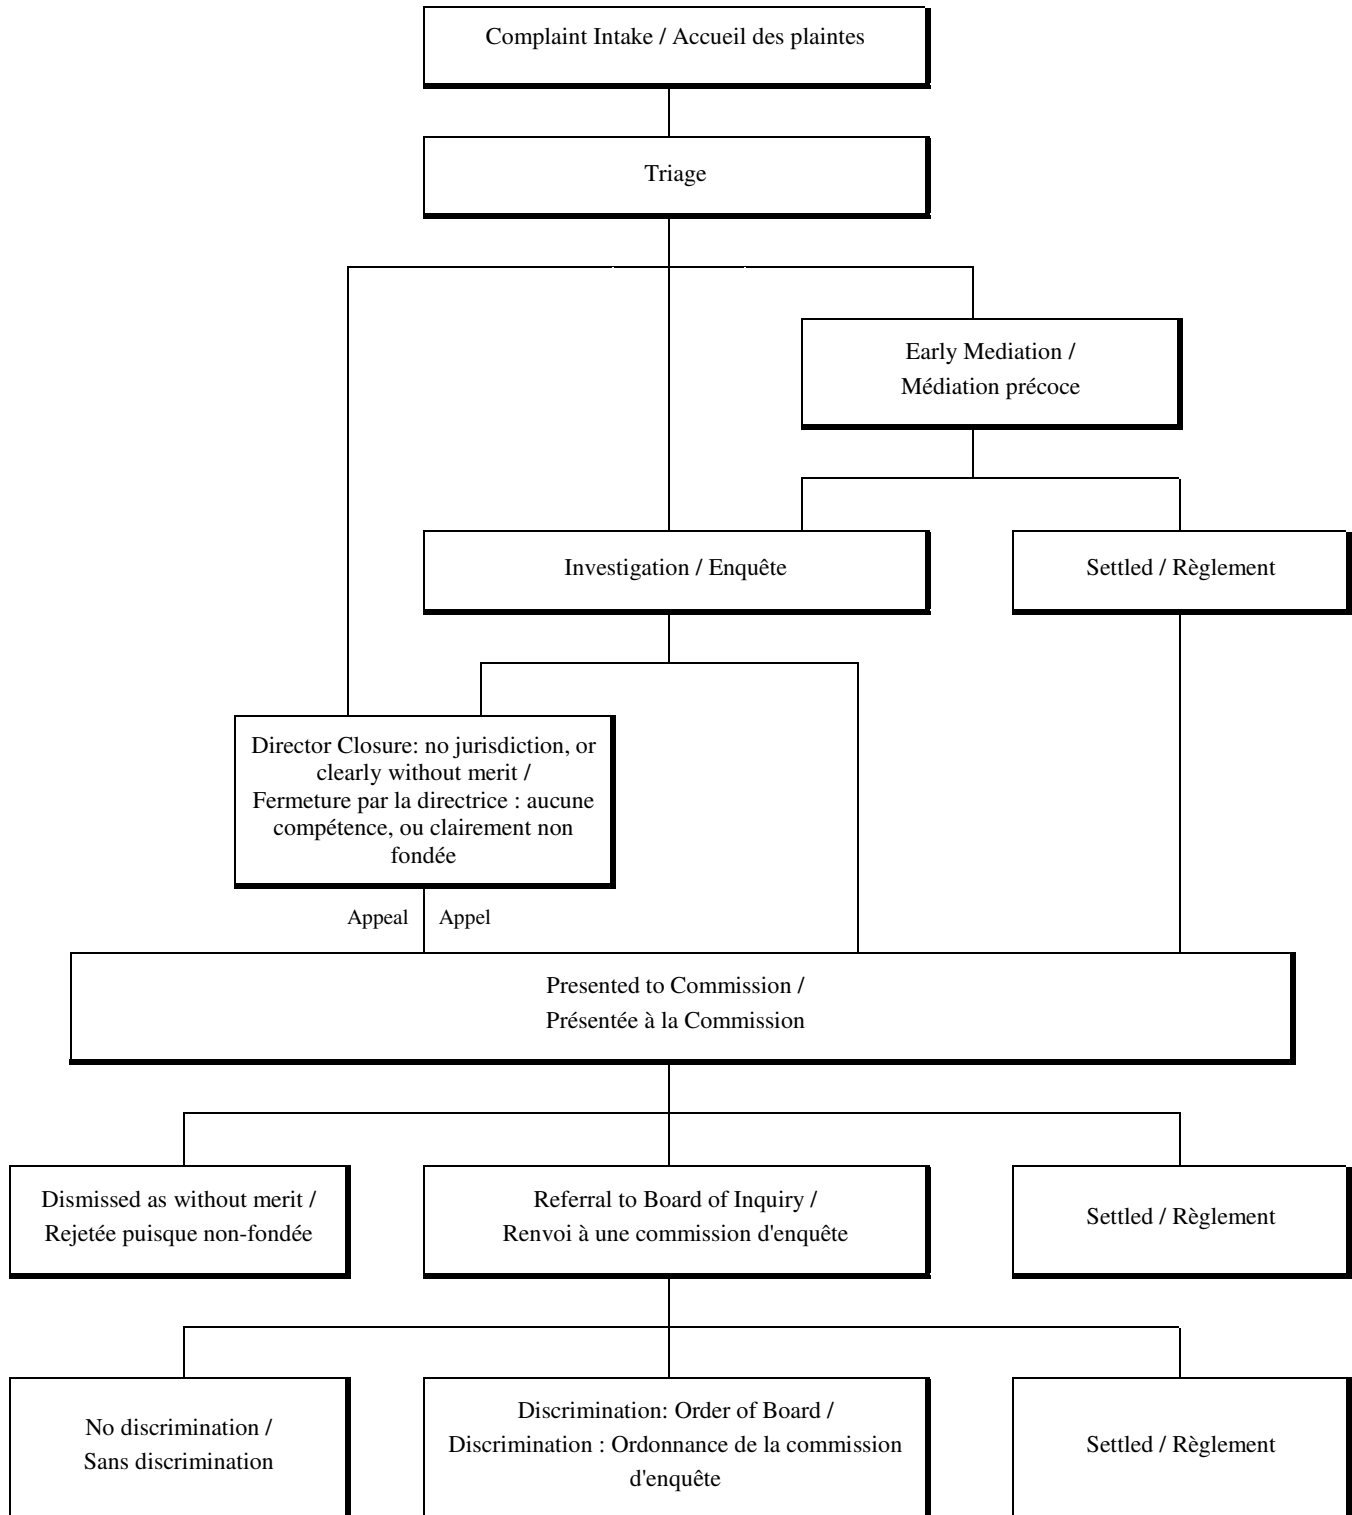 Complaint Intake / Accueil des plaintes
Triage
Early Mediation /
Médiation précoce
Investigation / Enquête
Settled / Règlement
Director Closure: no jurisdiction, or
clearly without merit /
Fermeture par la directrice : aucune
compétence, ou clairement non
fondée
Appeal
Appel
Presented to Commission /
Présentée à la Commission
Dismissed as without merit /
Rejetée puisque non-fondée
Referral to Board of Inquiry /
Renvoi à une commission d'enquête
Settled / Règlement
No discrimination /
Sans discrimination
Discrimination: Order of Board /
Discrimination : Ordonnance de la commission
d'enquête
Settled / Règlement